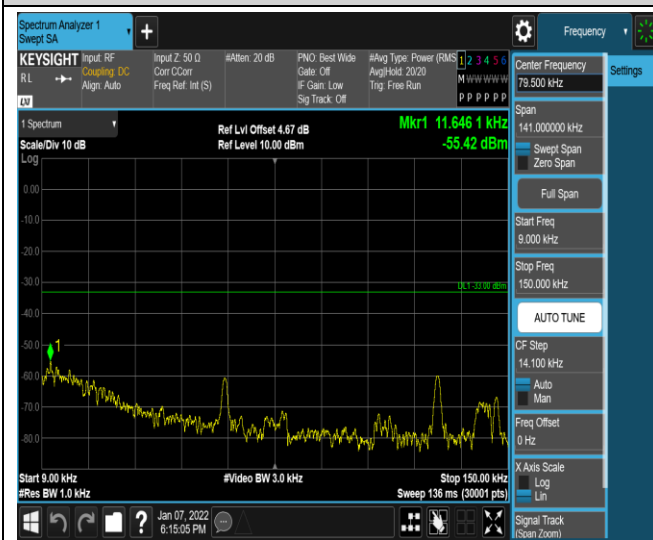 Spectrum Analyzer 1
Swept SA
+
Frequency
KEYSIGHT
RL
LXI
Input: RF
Coupling: DC
Align: Auto
Input Z: 50 Ω
Corr CCorr
Freq Ref: Int (S)
#Atten: 20 dB
PNO: Best Wide
Gate: Off
IF Gain: Low
Sig Track: Off
#Avg Type: Power (RMS
Avg|Hold: 20/20
Trig: Free Run
1 2 3 4 5 6
M W W W W W
P P P P P P
Settings
Center Frequency
79.500 kHz
Span
141.000000 kHz
Swept Span
Zero Span
Full Span
Start Freq
9.000 kHz
Stop Freq
150.000 kHz
AUTO TUNE
CF Step
14.100 kHz
Auto
Man
Freq Offset
0 Hz
X Axis Scale
Log
Lin
Signal Track
(Span Zoom)
1 Spectrum
Scale/Div 10 dB
Ref Lvl Offset 4.67 dB
Ref Level 10.00 dBm
Mkr1 11.646 1 kHz
-55.42 dBm
Log
0.00
-10.0
-20.0
-30.0
DL1 -33.00 dBm
-40.0
-50.0
1
-60.0
-70.0
-80.0
Start 9.00 kHz
#Video BW 3.0 kHz
Stop 150.00 kHz
#Res BW 1.0 kHz
Sweep 136 ms (30001 pts)
?
Jan 07, 2022
6:15:05 PM